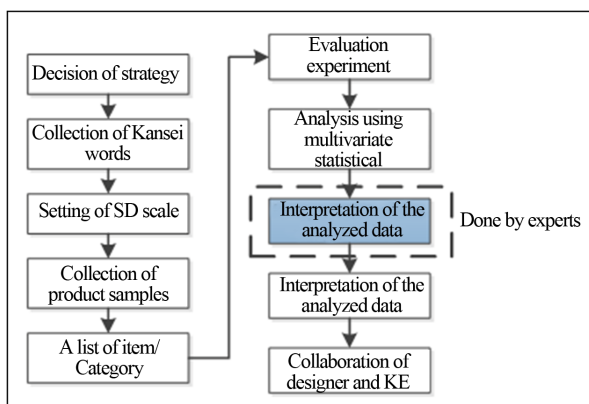 Decision of strategy
Collection of Kansei
words
Setting of SD scale
Collection of
product samples
A list of item/
Category
Evaluation
experiment
Analysis using
multivariate
statistical
Interpretation of the
analyzed data
Done by experts
Interpretation of the
analyzed data
Collaboration of
designer and KE